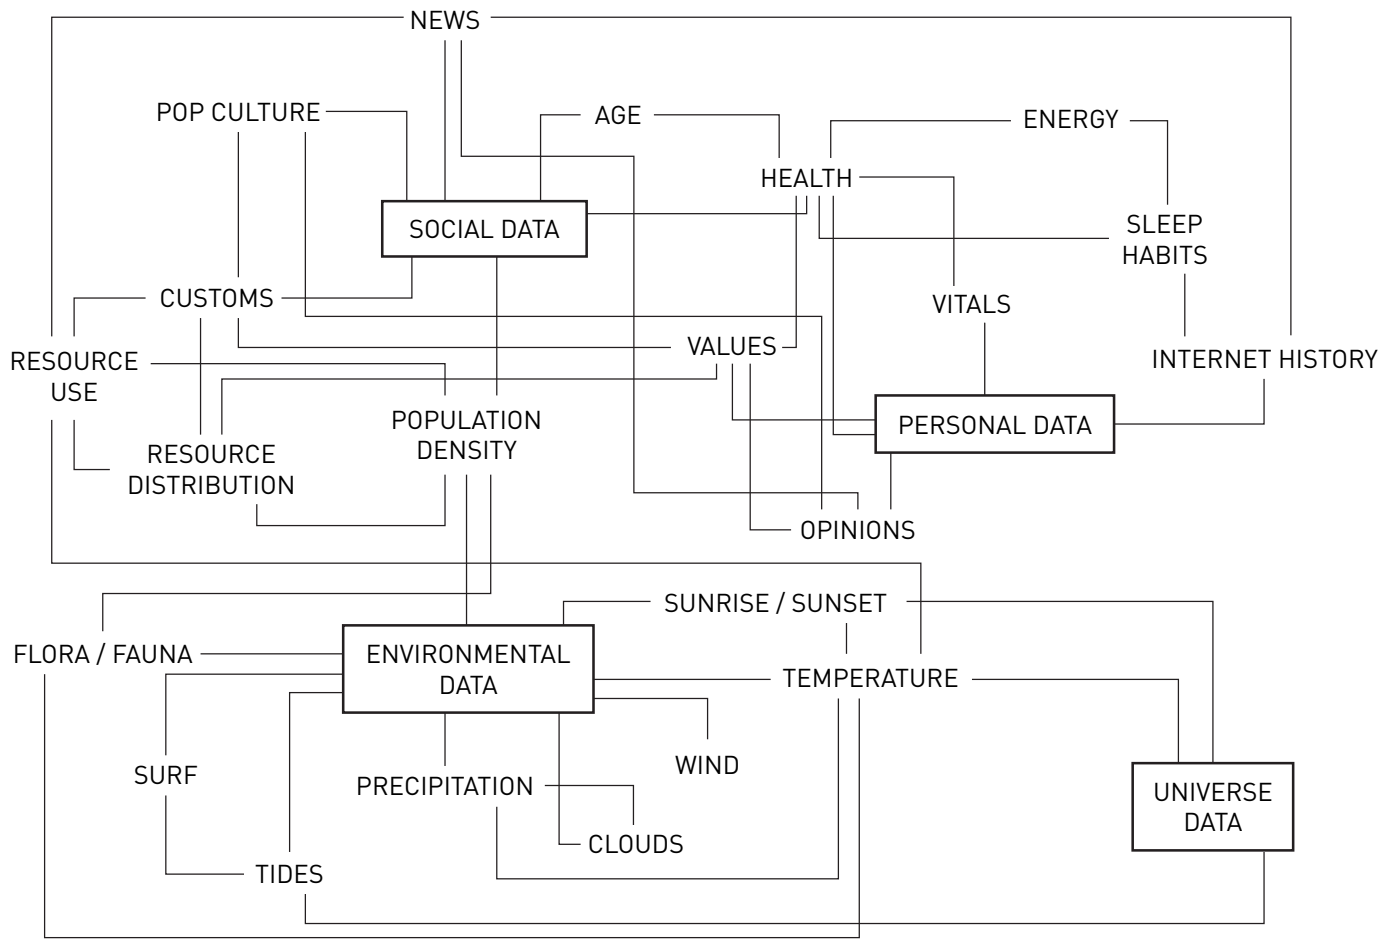 NEWS
POP CULTURE
AGE
ENERGY
HEALTH
SOCIAL DATA
SLEEP
HABITS
CUSTOMS
VITALS
VALUES
RESOURCE
USE
INTERNET HISTORY
POPULATION
DENSITY
PERSONAL DATA
RESOURCE
DISTRIBUTION
OPINIONS
SUNRISE / SUNSET
FLORA / FAUNA
ENVIRONMENTAL
DATA
TEMPERATURE
WIND
SURF
PRECIPITATION
UNIVERSE
DATA
CLOUDS
TIDES